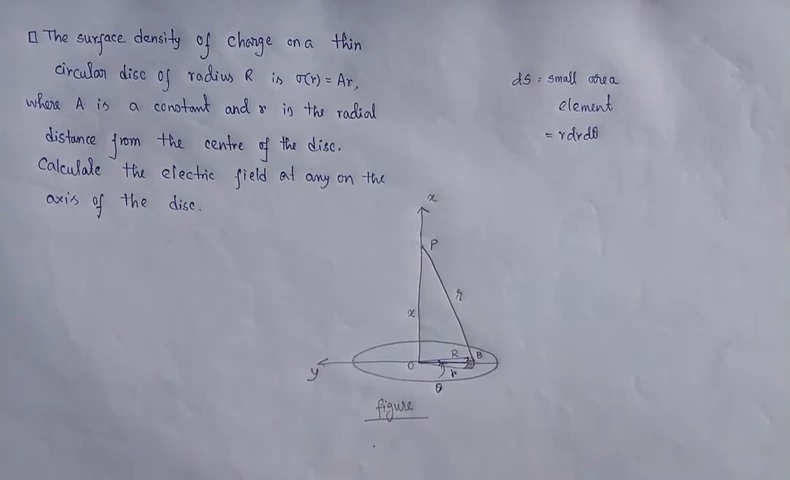 □ The surface density of charge on a thin
circular disc of radius R is σ(r) = Ar,
where A is a constant and r is the radial
distance from the centre of the disc.
Calculate the electric field at any on the
axis of the disc.
ds = small area
element
= rdrdθ
x
P
x
r
R
B
O
r
y
θ
figure